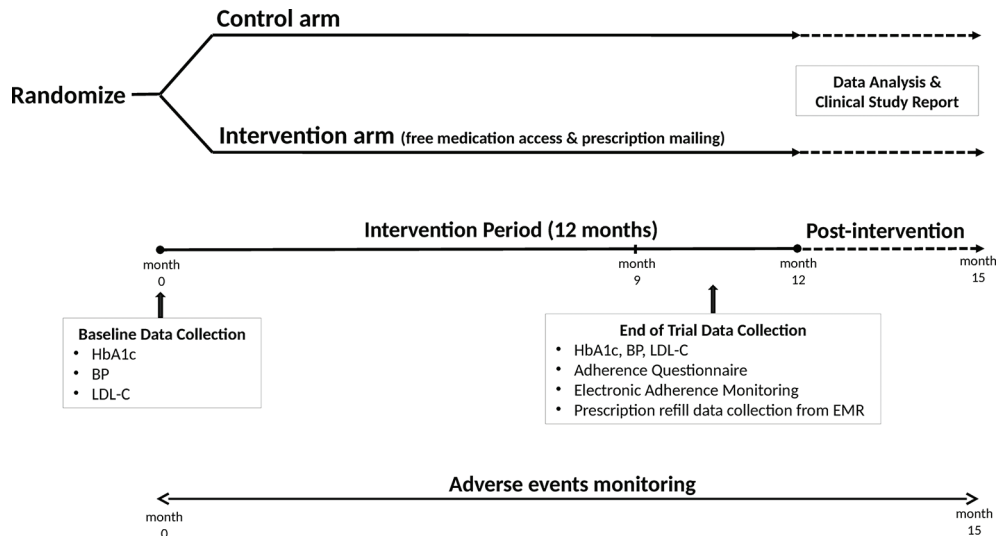 Control arm
Randomize
Data Analysis &
Clinical Study Report
Intervention arm (free medication access & prescription mailing)
Intervention Period (12 months)
Post-intervention
month
0
month
9
month
12
month
15
Baseline Data Collection
• HbA1c
• BP
• LDL-C
End of Trial Data Collection
• HbA1c, BP, LDL-C
• Adherence Questionnaire
• Electronic Adherence Monitoring
• Prescription refill data collection from EMR
Adverse events monitoring
month
0
month
15